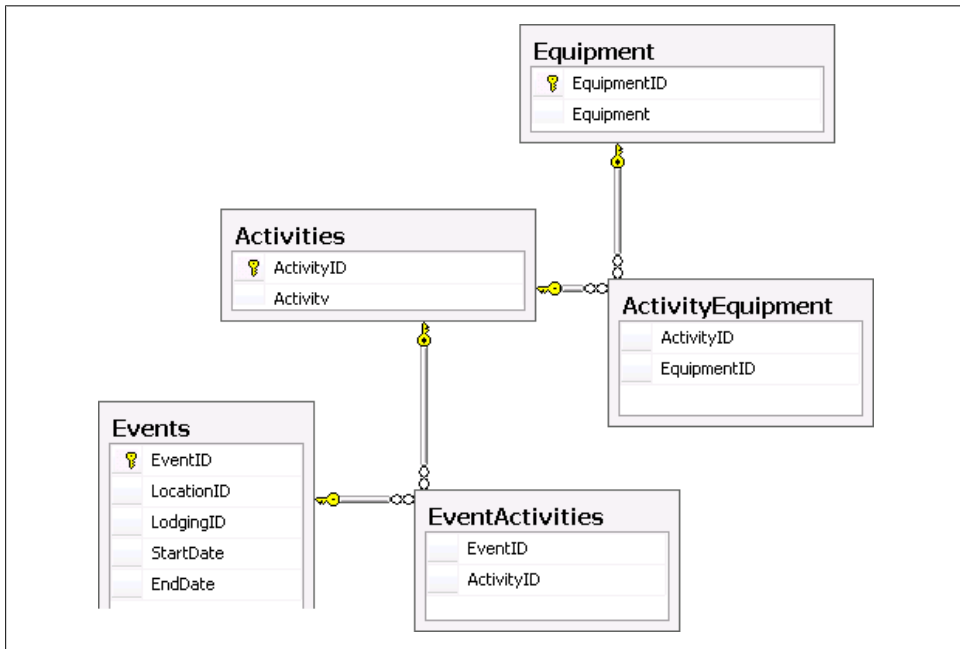 Equipment
EquipmentID
Equipment
Activities
ActivityID
Activity
ActivityEquipment
ActivityID
EquipmentID
Events
EventID
LocationID
LodgingID
StartDate
EndDate
EventActivities
EventID
ActivityID